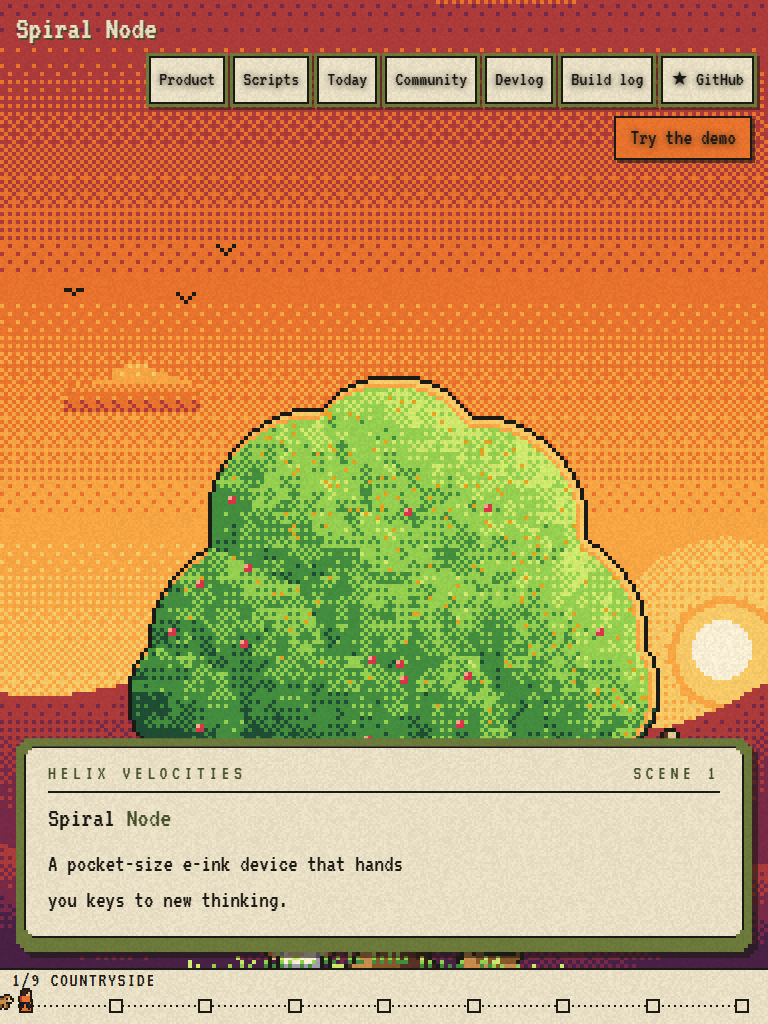 Spiral Node
Product Scripts Today Community Devlog Build log ★ GitHub
Try the demo
HELIX VELOCITIES SCENE 1
Spiral Node
A pocket-size e-ink device that hands
you keys to new thinking.
1/9 COUNTRYSIDE